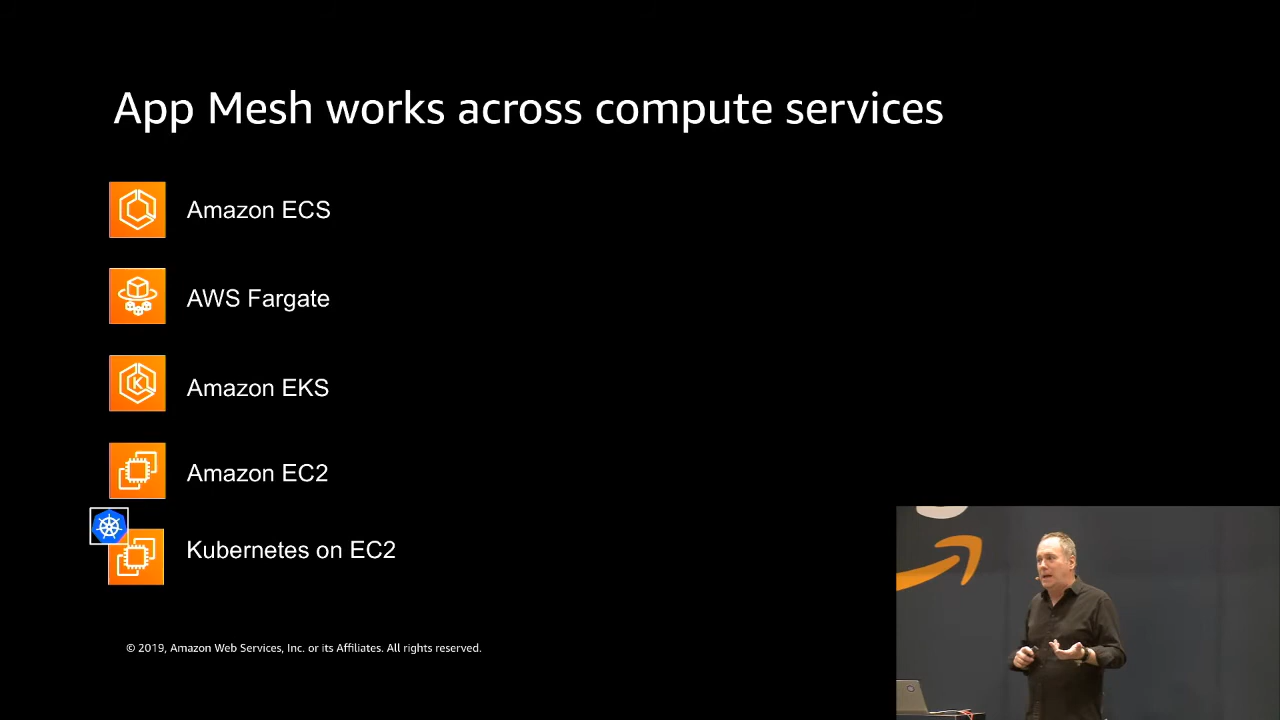 App Mesh works across compute services
Amazon ECS
AWS Fargate
K
Amazon EKS
Amazon EC2
Kubernetes on EC2
© 2019, Amazon Web Services, Inc. or its Affiliates. All rights reserved.